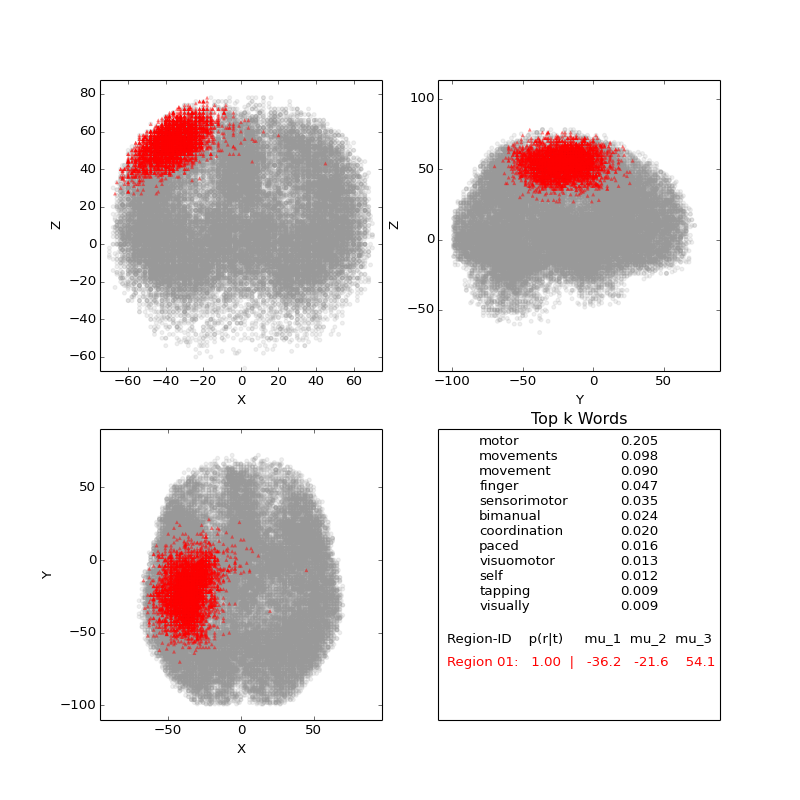 80
60
40
20
0
−20
−40
−60
Z
−60 −40 −20 0 20 40 60
X
100
50
0
−50
Z
−100 −50 0 50
Y
50
0
−50
−100
Y
−50 0 50
X
Top k Words
motor 0.205
movements 0.098
movement 0.090
finger 0.047
sensorimotor 0.035
bimanual 0.024
coordination 0.020
paced 0.016
visuomotor 0.013
self 0.012
tapping 0.009
visually 0.009
Region-ID p(r|t) mu_1 mu_2 mu_3
Region 01: 1.00 | -36.2 -21.6 54.1